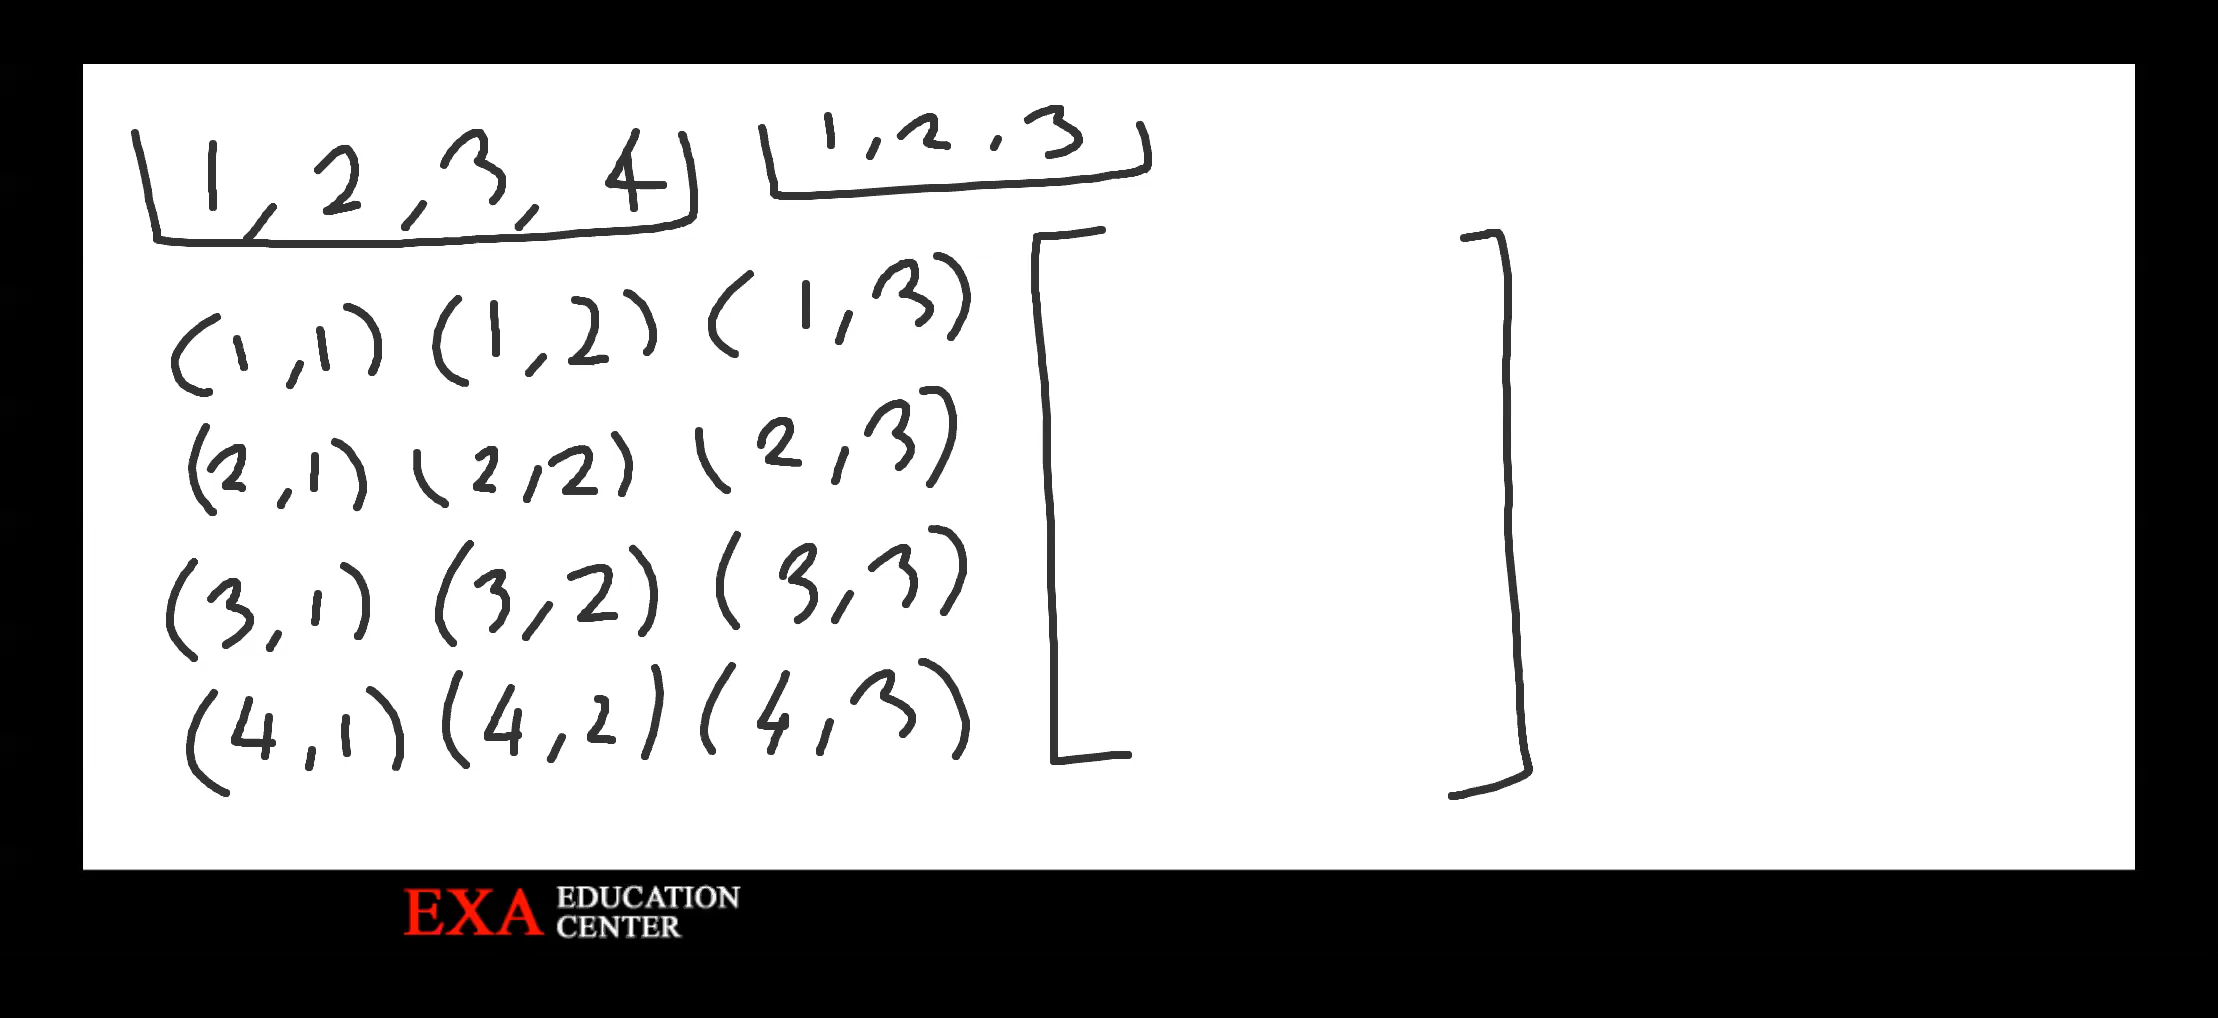 1, 2, 3, 4 1, 2, 3
(1,1) (1,2) (1,3)
(2,1) (2,2) (2,3)
(3,1) (3,2) (3,3)
(4,1) (4,2) (4,3)
EXA EDUCATION
CENTER